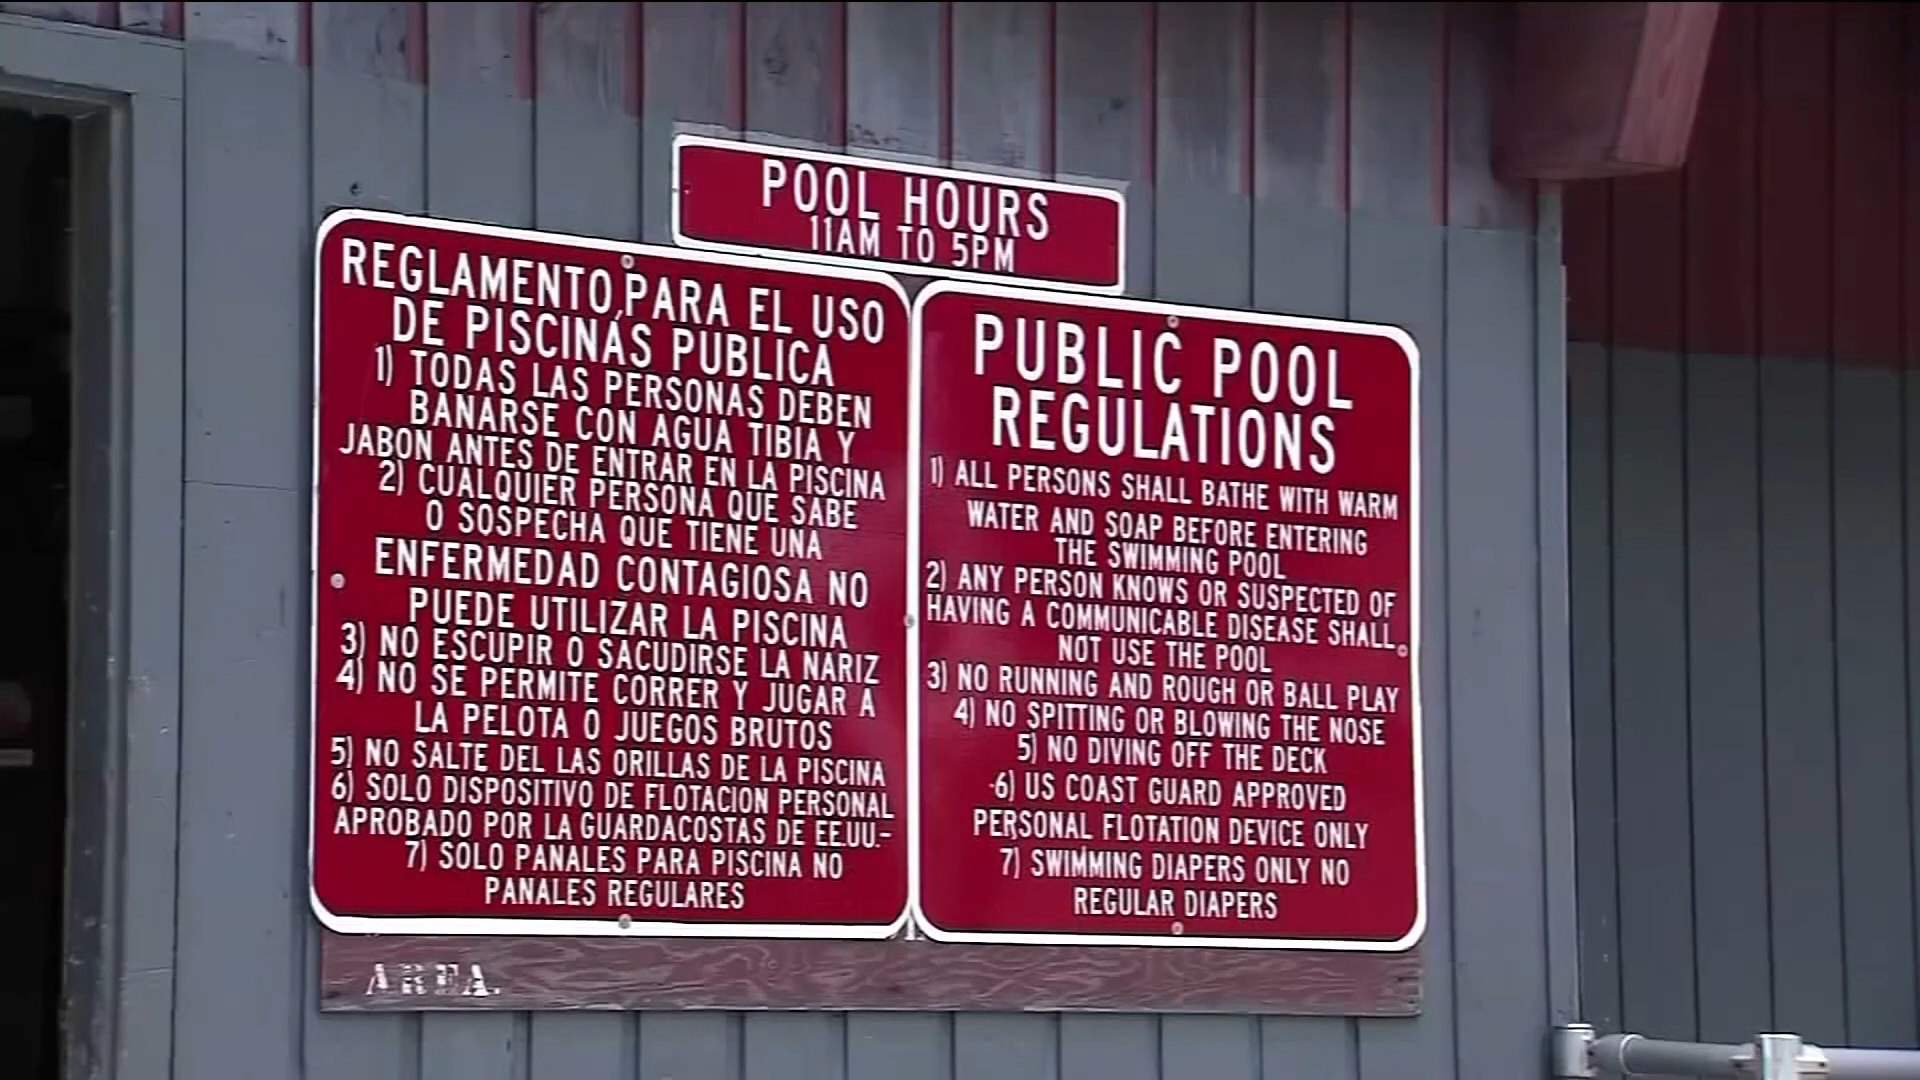 POOL HOURS
11AM TO 5PM
REGLAMENTO PARA EL USO
DE PISCINAS PÚBLICA
1) TODAS LAS PERSONAS DEBEN
BANARSE CON AGUA TIBIA Y
JABON ANTES DE ENTRAR EN LA PISCINA
2) CUALQUIER PERSONA QUE SABE
O SOSPECHA QUE TIENE UNA
ENFERMEDAD CONTAGIOSA NO
PUEDE UTILIZAR LA PISCINA
3) NO ESCUPIR O SACUDIRSE LA NARIZ
4) NO SE PERMITE CORRER Y JUGAR A
LA PELOTA O JUEGOS BRUTOS
5) NO SALTE DEL LAS ORILLAS DE LA PISCINA
6) SOLO DISPOSITIVO DE FLOTACION PERSONAL
APROBADO POR LA GUARDACOSTAS DE EE.UU.-
7) SOLO PANALES PARA PISCINA NO
PANALES REGULARES
PUBLIC POOL
REGULATIONS
1) ALL PERSONS SHALL BATHE WITH WARM
WATER AND SOAP BEFORE ENTERING
THE SWIMMING POOL
2) ANY PERSON KNOWS OR SUSPECTED OF
HAVING A COMMUNICABLE DISEASE SHALL
NOT USE THE POOL
3) NO RUNNING AND ROUGH OR BALL PLAY
4) NO SPITTING OR BLOWING THE NOSE
5) NO DIVING OFF THE DECK
6) US COAST GUARD APPROVED
PERSONAL FLOTATION DEVICE ONLY
7) SWIMMING DIAPERS ONLY NO
REGULAR DIAPERS
AREA.